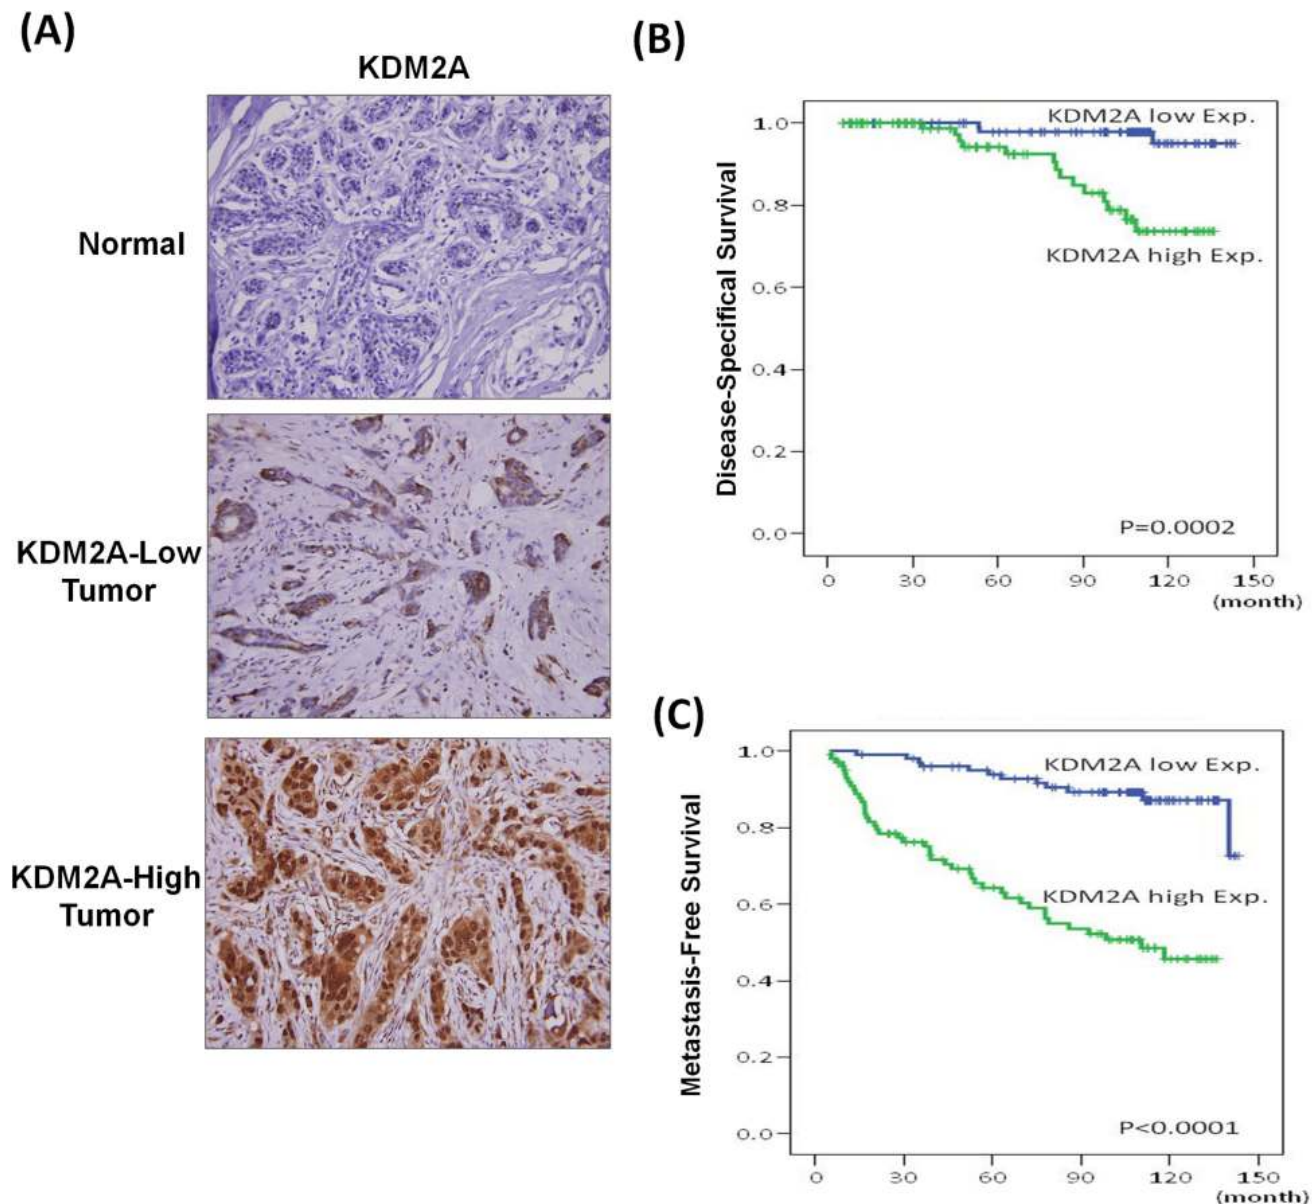 (A)
KDM2A
Normal
KDM2A-Low
Tumor
KDM2A-High
Tumor
(B)
Disease-Specifical Survival
1.0
0.8
0.6
0.4
0.2
0.0
KDM2A low Exp.
KDM2A high Exp.
P=0.0002
0 30 60 90 120 150
(month)
(C)
Metastasis-Free Survival
1.0
0.8
0.6
0.4
0.2
0.0
KDM2A low Exp.
KDM2A high Exp.
P<0.0001
0 30 60 90 120 150
(month)